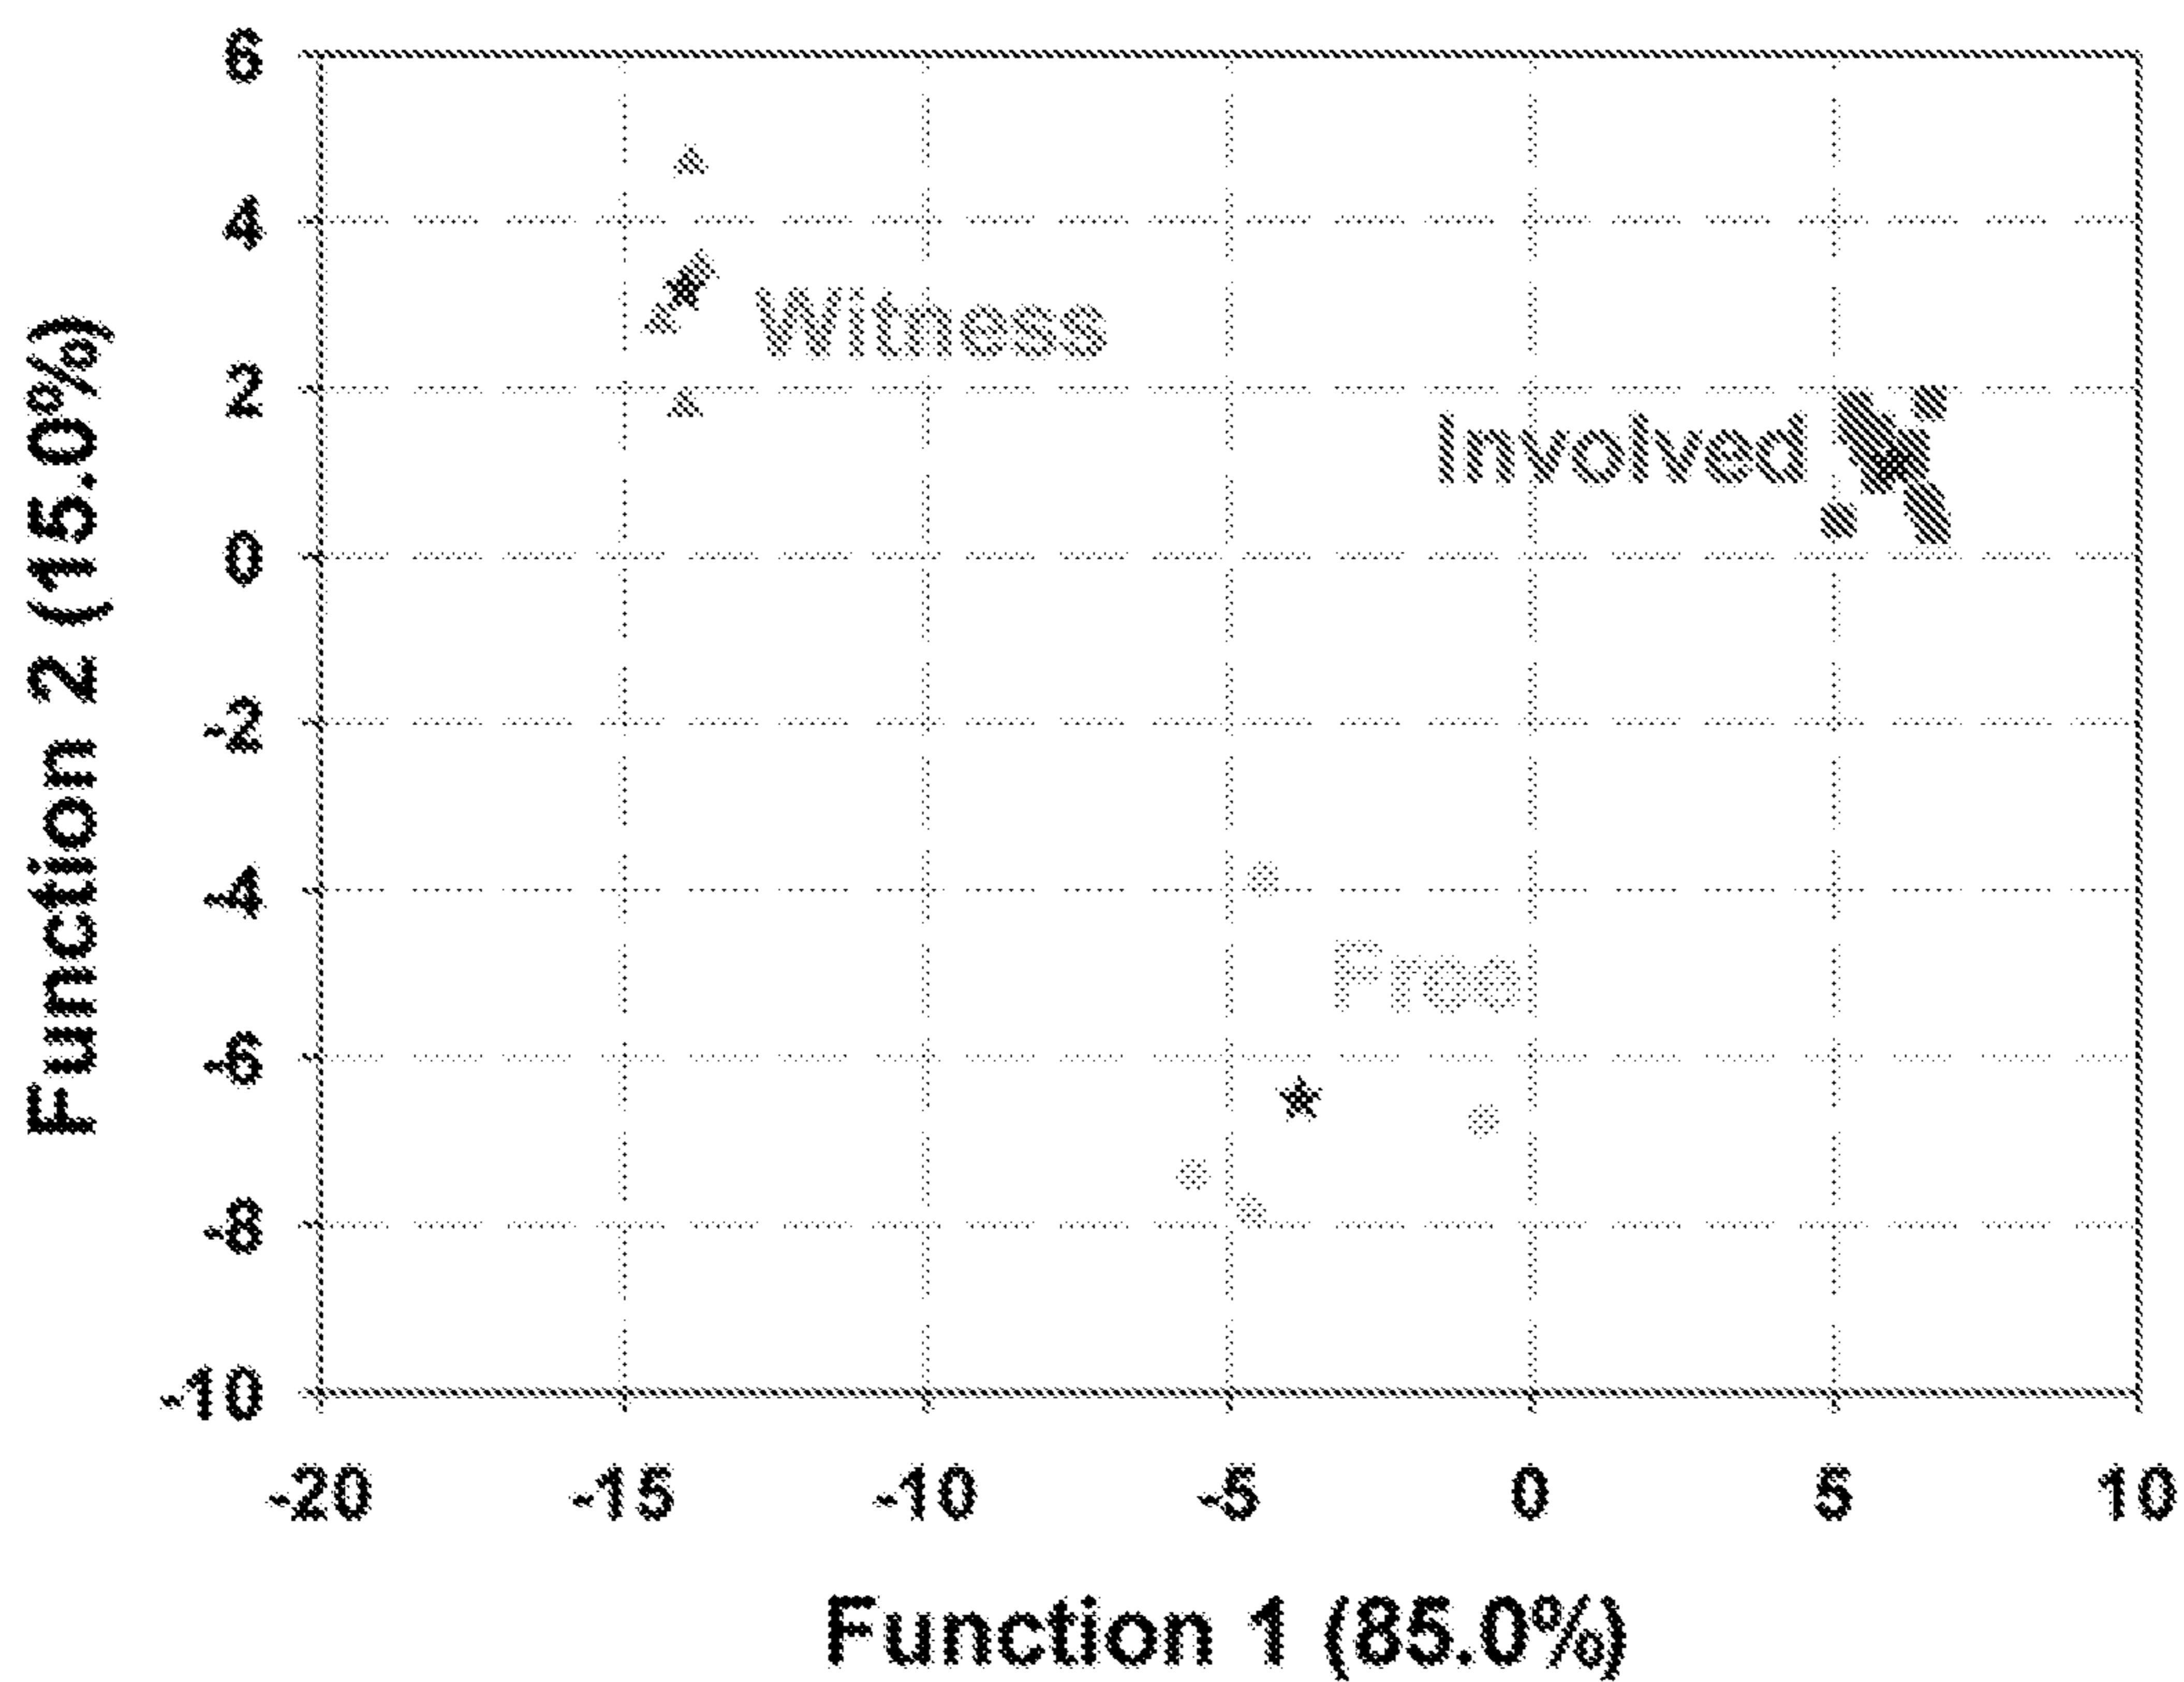 6
4
Witness
2
Involved
0
-2
-4
Free
-6
-8
-10
-20 -15 -10 -5 0 5 10
Function 1 (85.0%)
Function 2 (15.0%)